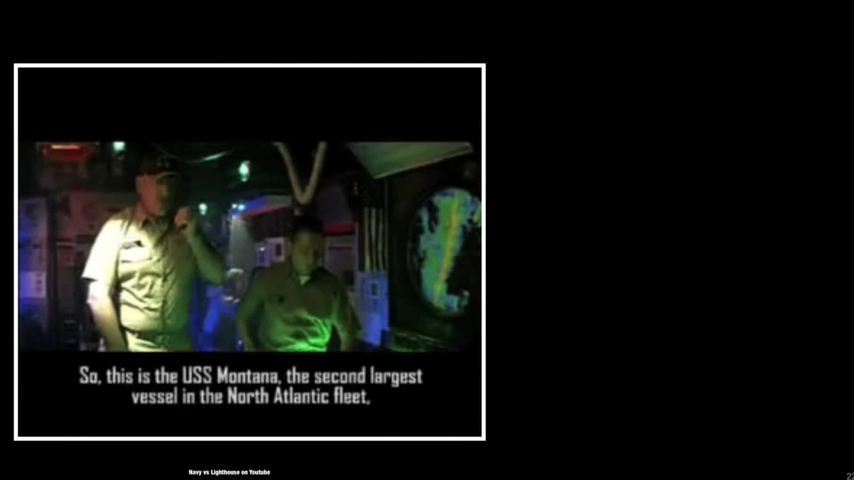 So, this is the USS Montana, the second largest
vessel in the North Atlantic fleet,
Navy vs Lighthouse on Youtube